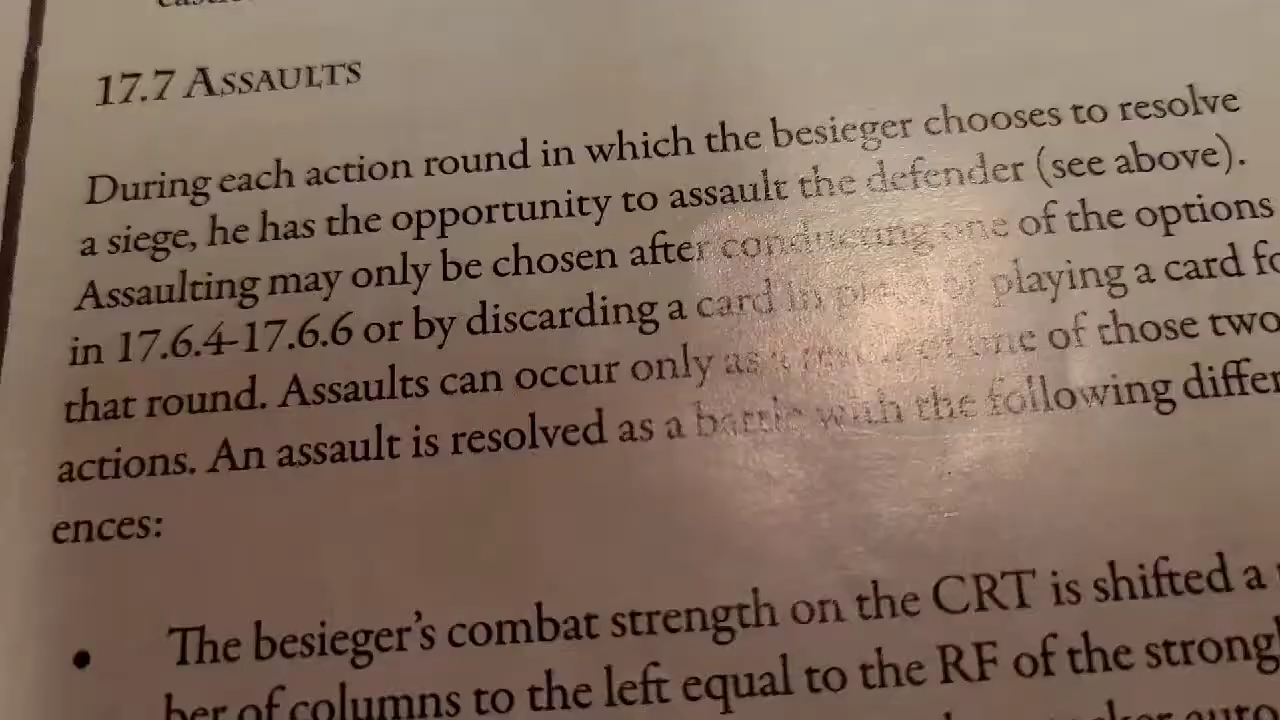 17.7 ASSAULTS
During each action round in which the besieger chooses to resolve
a siege, he has the opportunity to assault the defender (see above).
Assaulting may only be chosen after conducting one of the options
in 17.6.4-17.6.6 or by discarding a card in place of playing a card fo
that round. Assaults can occur only as a result of one of those two
actions. An assault is resolved as a battle with the following differ
ences:
• The besieger's combat strength on the CRT is shifted a
ber of columns to the left equal to the RF of the strong